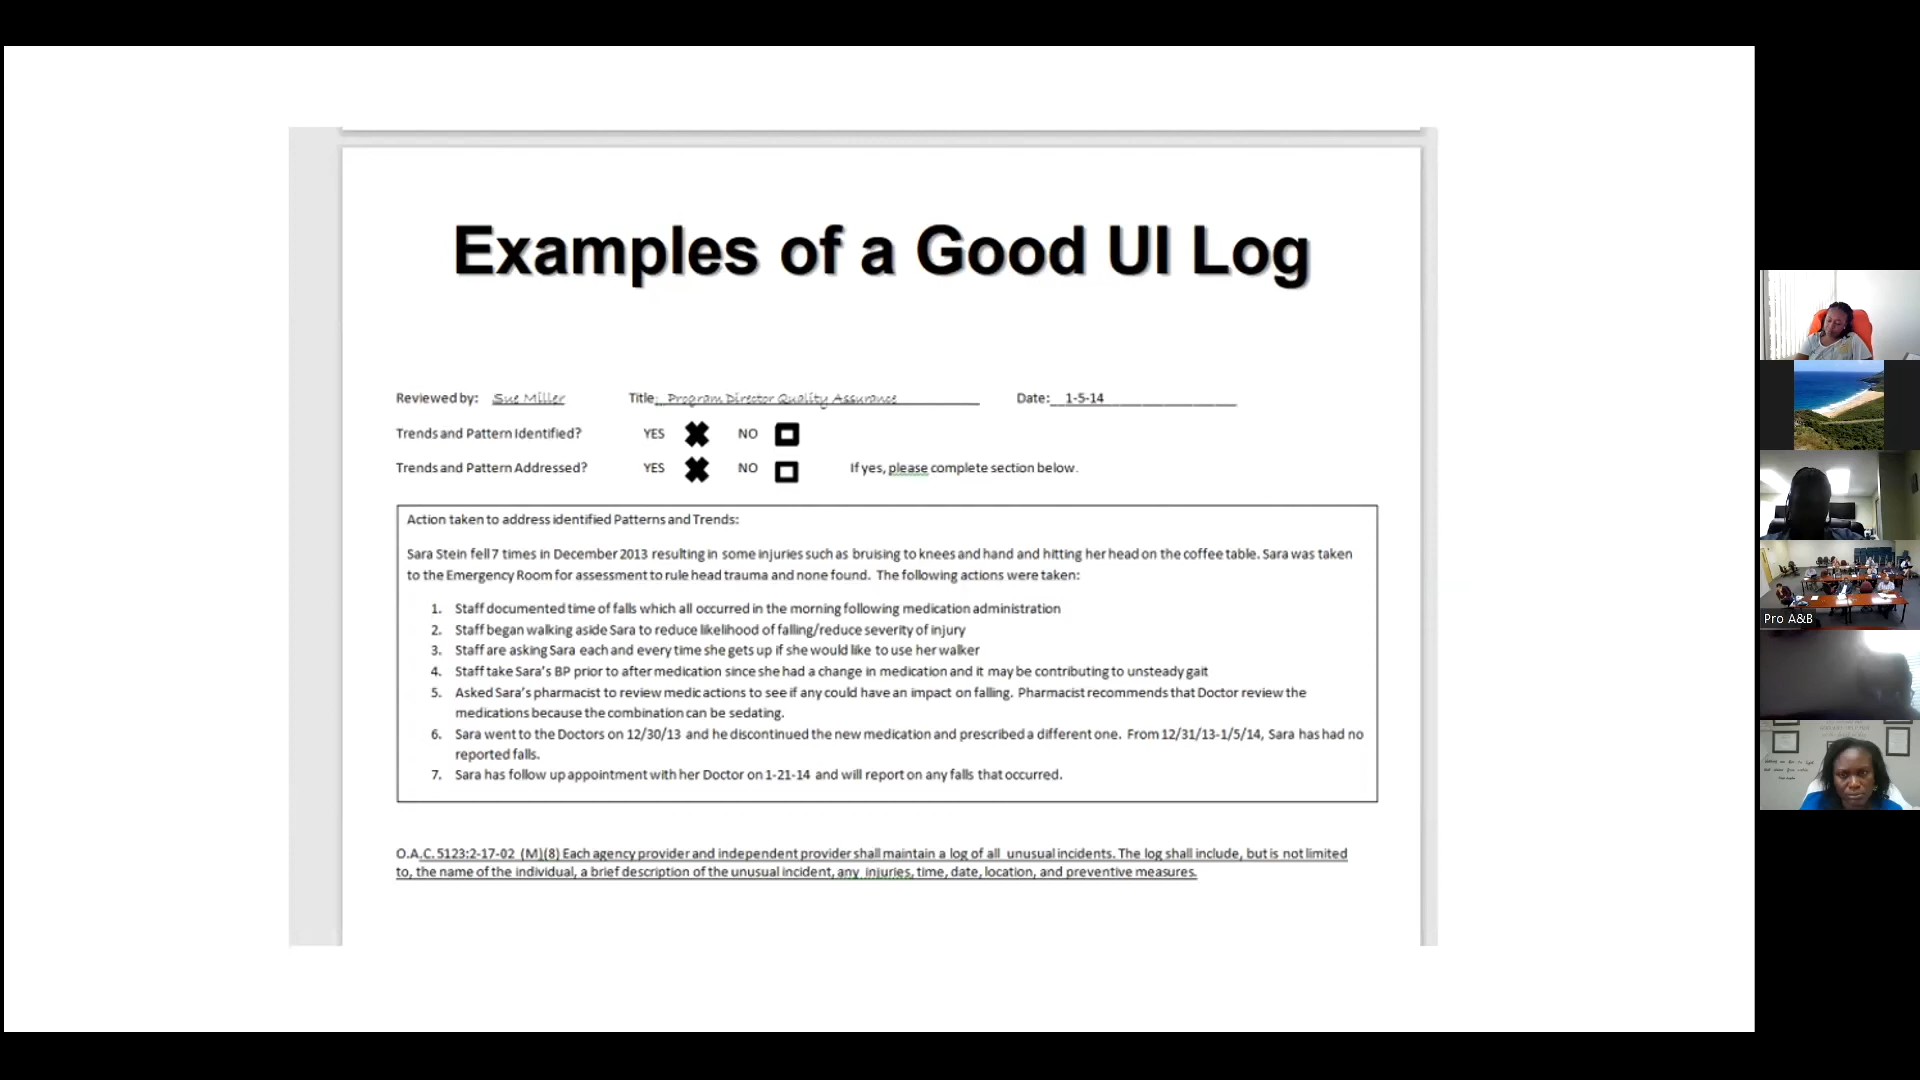 Examples of a Good UI Log
Reviewed by: Sue Miller Title: Program Director Quality Assurance Date: 1-5-14
Trends and Pattern Identified? YES NO
Trends and Pattern Addressed? YES NO If yes, please complete section below.
Action taken to address identified Patterns and Trends:
Sara Stein fell 7 times in December 2013 resulting in some injuries such as bruising to knees and hand and hitting her head on the coffee table. Sara was taken
to the Emergency Room for assessment to rule head trauma and none found. The following actions were taken:
1. Staff documented time of falls which all occurred in the morning following medication administration
2. Staff began walking aside Sara to reduce likelihood of falling/reduce severity of injury
3. Staff are asking Sara each and every time she gets up if she would like to use her walker
4. Staff take Sara's BP prior to after medication since she had a change in medication and it may be contributing to unsteady gait
5. Asked Sara's pharmacist to review medic actions to see if any could have an impact on falling. Pharmacist recommends that Doctor review the
medications because the combination can be sedating.
6. Sara went to the Doctors on 12/30/13 and he discontinued the new medication and prescribed a different one. From 12/31/13-1/5/14, Sara has had no
reported falls.
7. Sara has follow up appointment with her Doctor on 1-21-14 and will report on any falls that occurred.
O.A.C. 5123:2-17-02 (M)(8) Each agency provider and independent provider shall maintain a log of all unusual incidents. The log shall include, but is not limited
to, the name of the individual, a brief description of the unusual incident, any injuries, time, date, location, and preventive measures.
Pro A&B